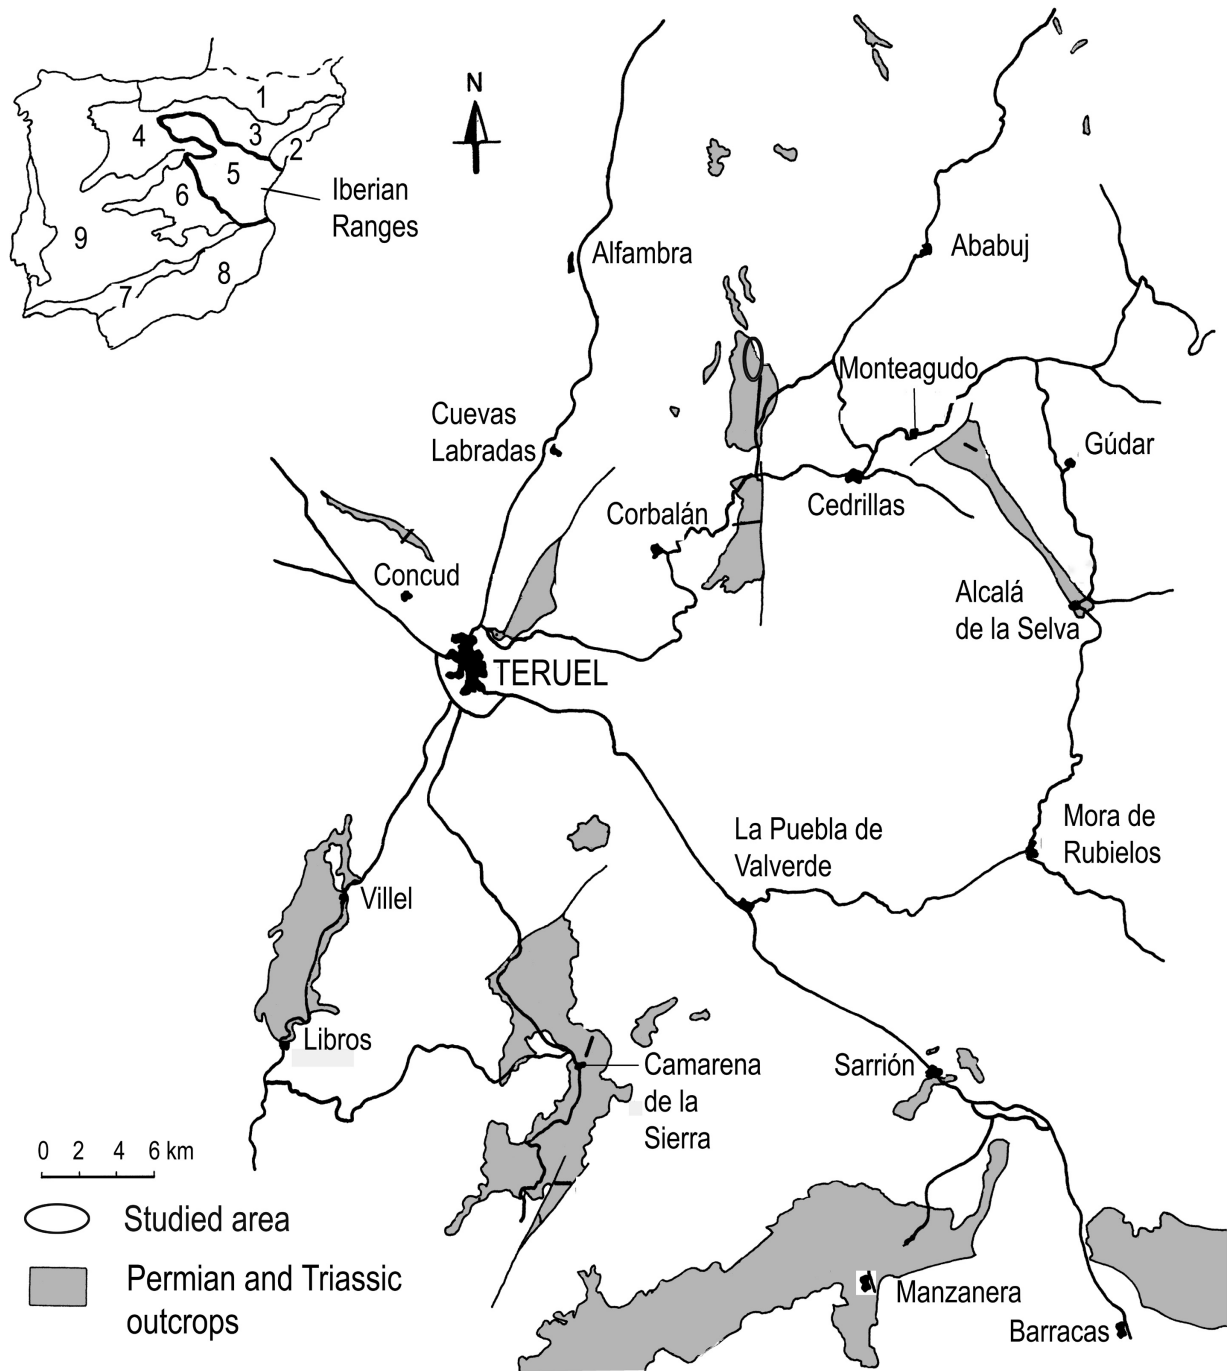 1
2
3
4
5
6
7
8
9
Iberian
Ranges
N
Alfambra
Ababuj
Monteagudo
Cuevas
Labradas
Gúdar
Cedrillas
Corbalán
Concud
Alcalá
de la Selva
TERUEL
La Puebla de
Valverde
Mora de
Rubielos
Villel
Libros
Camarena
de la
Sierra
Sarrión
Manzanera
Barracas
0 2 4 6 km
Studied area
Permian and Triassic
outcrops